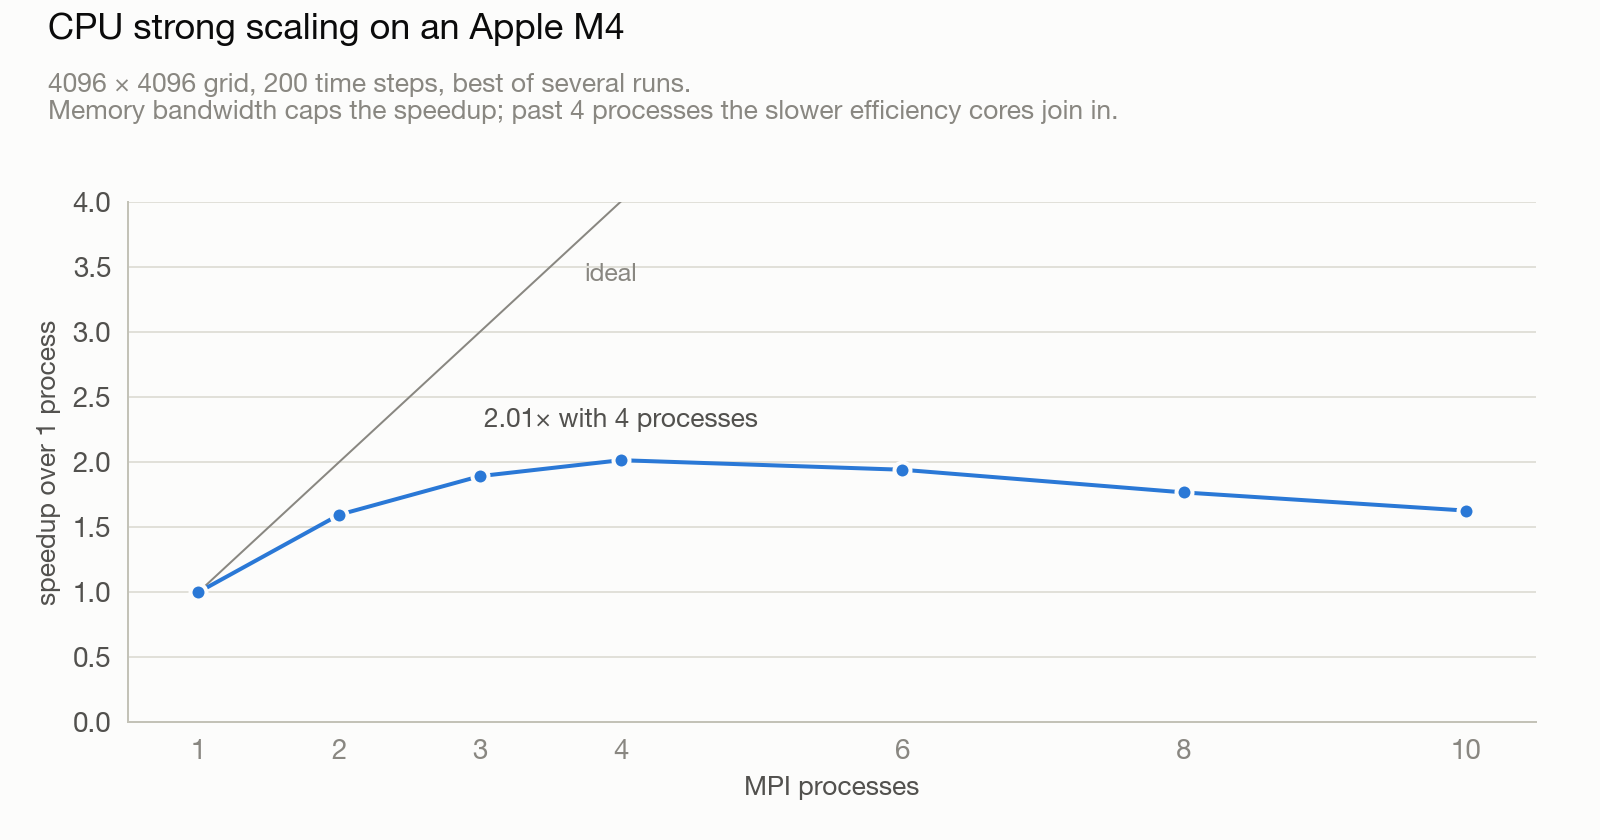 CPU strong scaling on an Apple M4
4096 × 4096 grid, 200 time steps, best of several runs.
Memory bandwidth caps the speedup; past 4 processes the slower efficiency cores join in.
4.0
3.5
3.0
2.5
2.0
1.5
1.0
0.5
0.0
speedup over 1 process
ideal
2.01× with 4 processes
1 2 3 4 6 8 10
MPI processes